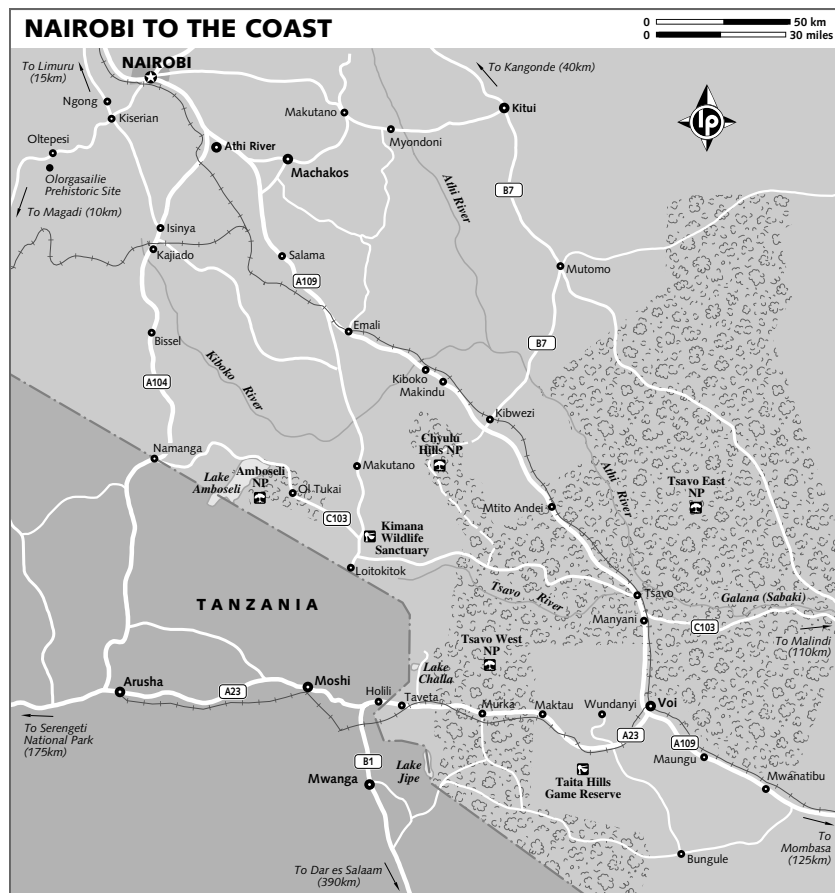 NAIROBI TO THE COAST
0 50 km
0 30 miles
To Limuru
(15km)
NAIROBI
To Kangonde (40km)
Ngong
Kiserian
Makutano
Kitui
lp
Oltepesi
Athi River
Myondoni
Machakos
Olorgasailie
Prehistoric Site
To Magadi (10km)
Athi River
B7
Isinya
Kajiado
Salama
A109
Mutomo
Bissel
Emali
B7
Kiboko
River
A104
Kiboko
Makindu
Kibwezi
Namanga
Chyulu
Hills NP
Lake
Amboseli
Amboseli
NP
Makutano
Athi
River
Ol Tukai
Tsavo East
NP
Mtito Andei
C103
Kimana
Wildlife
Sanctuary
Loitokitok
Tsavo
River
Tsavo
Galana (Sabaki)
TANZANIA
Manyani
C103
To Malindi
(110km)
Tsavo West
NP
Lake
Challa
Arusha
A23
Moshi
Holili
Taveta
Murka
Maktau
Wundanyi
Voi
To Serengeti
National Park
(175km)
A23
A109
B1
Maungu
Lake
Jipe
Mwanga
Taita Hills
Game Reserve
Mwanatibu
To
Mombasa
(125km)
Bungule
To Dar es Salaam
(390km)